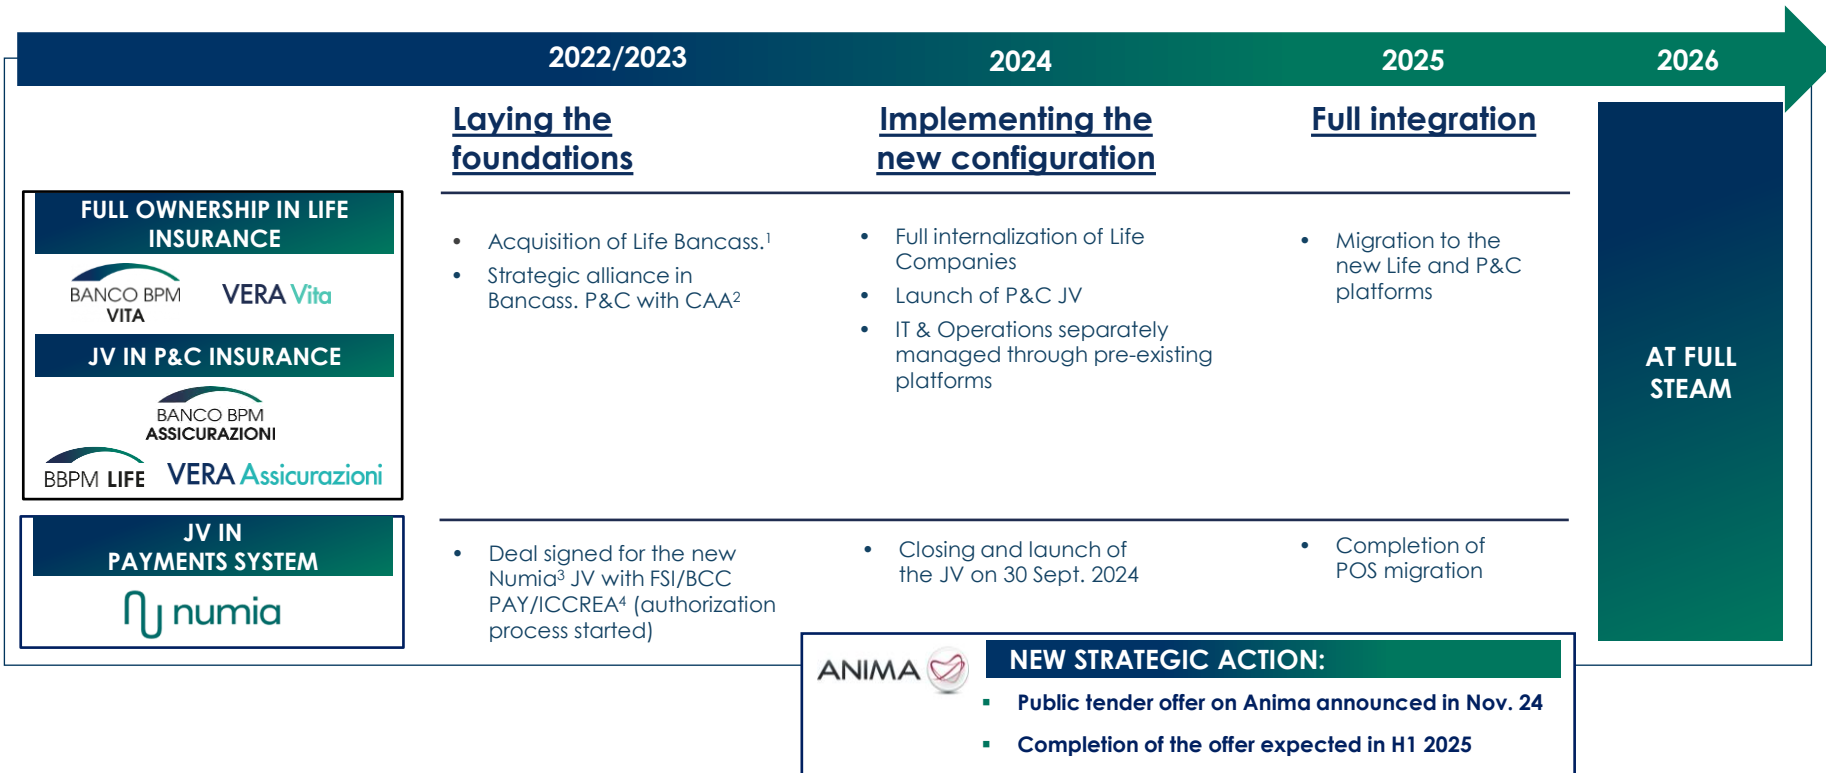 2022/2023
2024
2025
2026
Laying the
foundations
Implementing the
new configuration
Full integration
FULL OWNERSHIP IN LIFE
INSURANCE
BANCO BPM
VITA
VERA Vita
JV IN P&C INSURANCE
BANCO BPM
ASSICURAZIONI
BBPM LIFE
VERA Assicurazioni
• Acquisition of Life Bancass.¹
• Strategic alliance in
Bancass. P&C with CAA²
• Full internalization of Life
Companies
• Launch of P&C JV
• IT & Operations separately
managed through pre-existing
platforms
• Migration to the
new Life and P&C
platforms
AT FULL
STEAM
JV IN
PAYMENTS SYSTEM
numia
• Deal signed for the new
Numia³ JV with FSI/BCC
PAY/ICCREA⁴ (authorization
process started)
• Closing and launch of
the JV on 30 Sept. 2024
• Completion of
POS migration
ANIMA
NEW STRATEGIC ACTION:
▪ Public tender offer on Anima announced in Nov. 24
▪ Completion of the offer expected in H1 2025